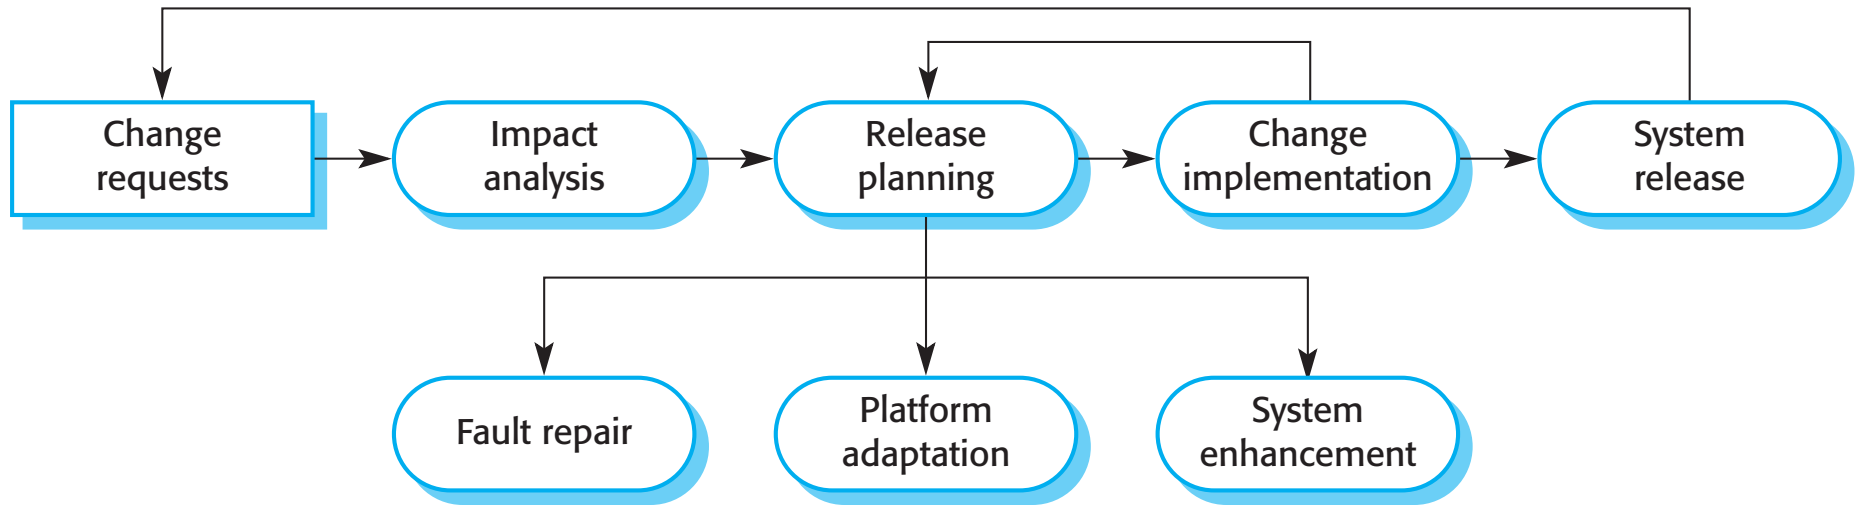 Change
requests
Impact
analysis
Release
planning
Change
implementation
System
release
Fault repair
Platform
adaptation
System
enhancement